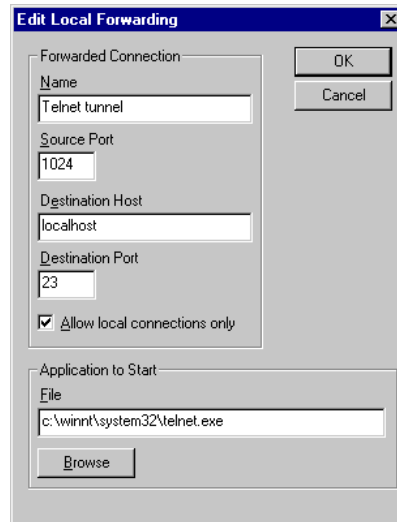 Edit Local Forwarding
Forwarded Connection
Name
Telnet tunnel
Source Port
1024
Destination Host
localhost
Destination Port
23
Allow local connections only
OK
Cancel
Application to Start
File
c:\winnt\system32\telnet.exe
Browse